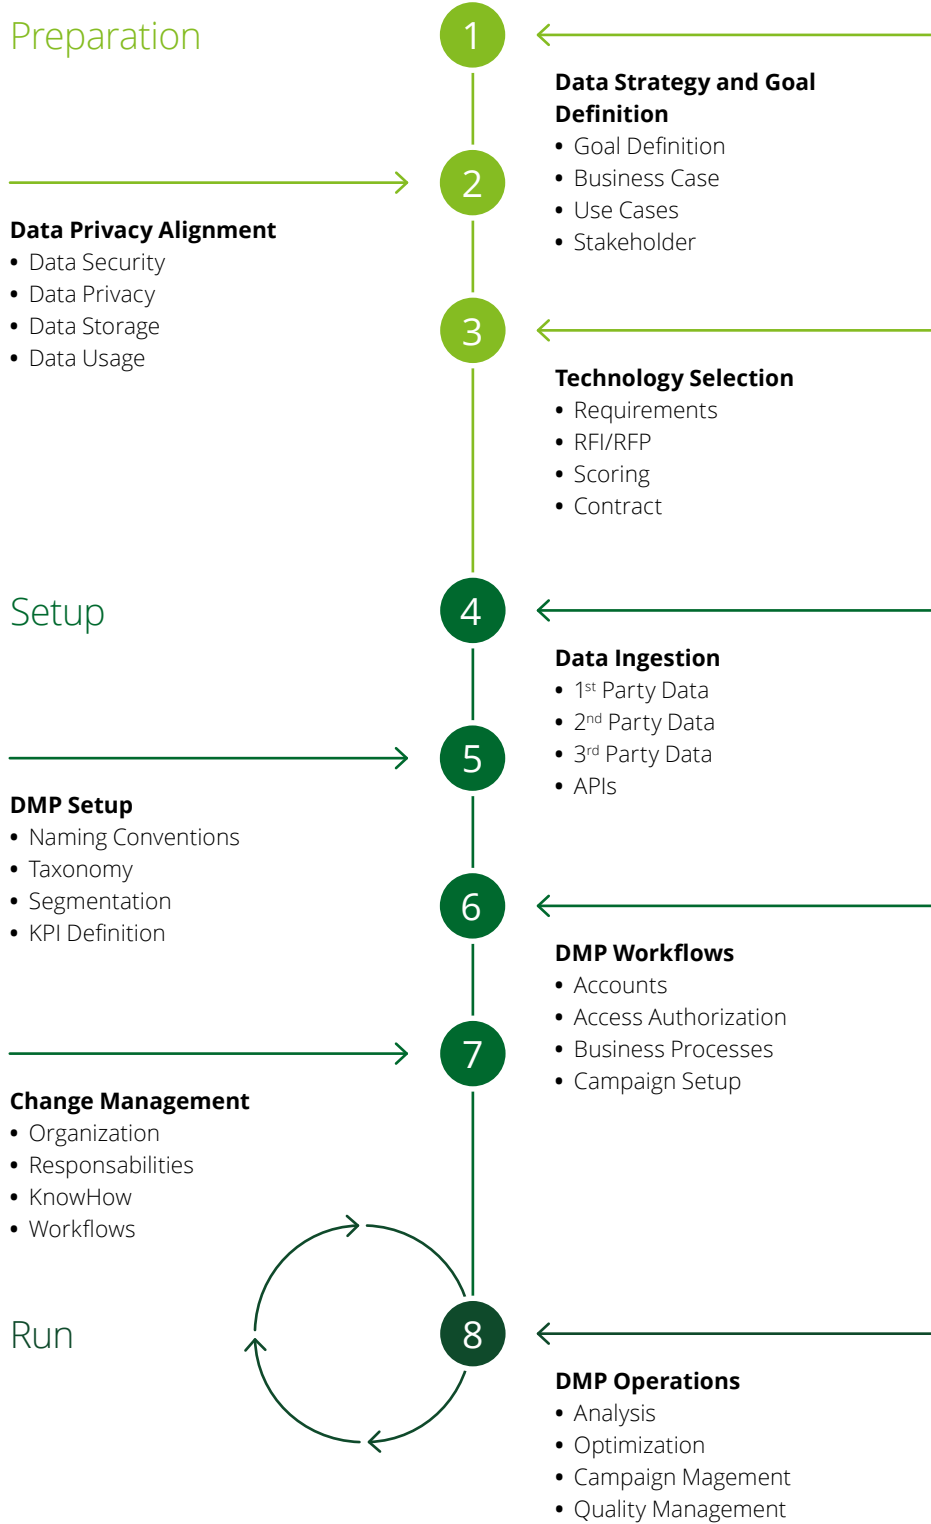 Preparation
1
Data Strategy and Goal
Definition
• Goal Definition
• Business Case
• Use Cases
• Stakeholder
2
Data Privacy Alignment
• Data Security
• Data Privacy
• Data Storage
• Data Usage
3
Technology Selection
• Requirements
• RFI/RFP
• Scoring
• Contract
Setup
4
Data Ingestion
• 1st Party Data
• 2nd Party Data
• 3rd Party Data
• APIs
5
DMP Setup
• Naming Conventions
• Taxonomy
• Segmentation
• KPI Definition
6
DMP Workflows
• Accounts
• Access Authorization
• Business Processes
• Campaign Setup
7
Change Management
• Organization
• Responsabilities
• KnowHow
• Workflows
Run
8
DMP Operations
• Analysis
• Optimization
• Campaign Magement
• Quality Management